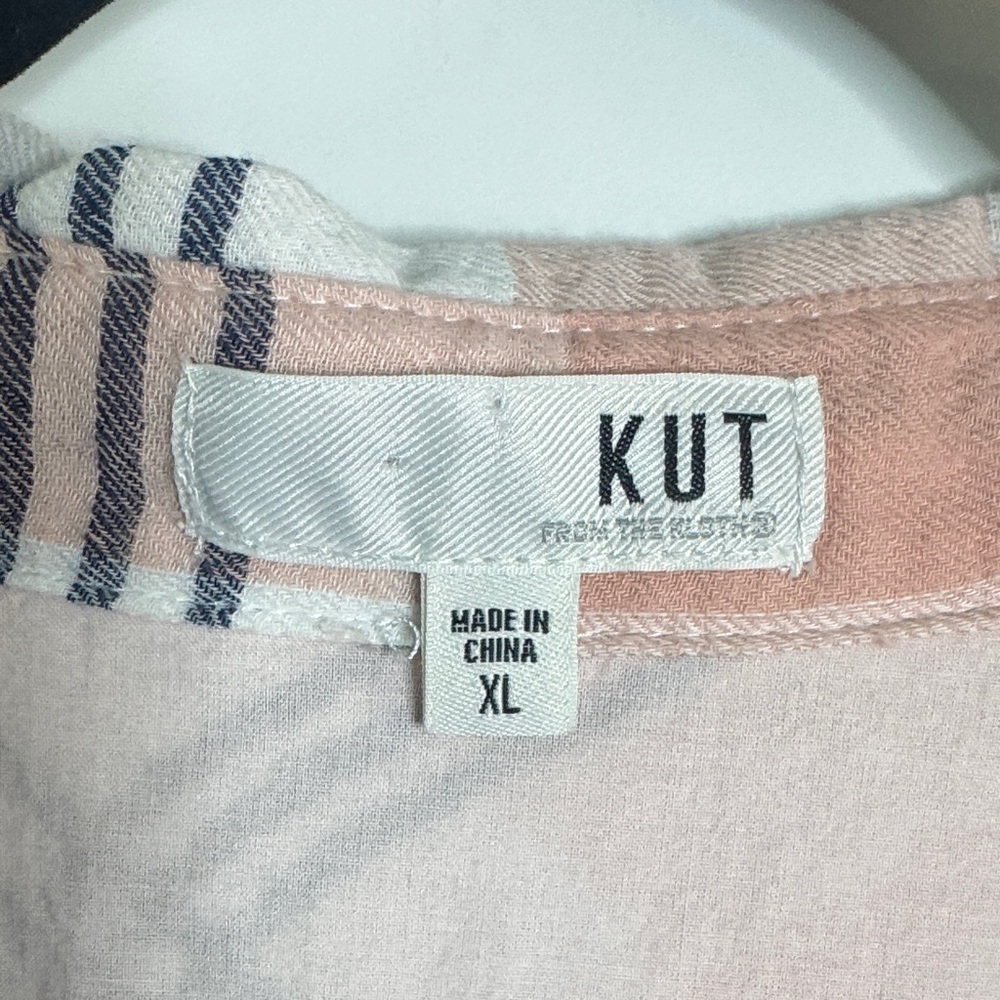 KUT
FROM THE KLOTH®
MADE IN
CHINA
XL